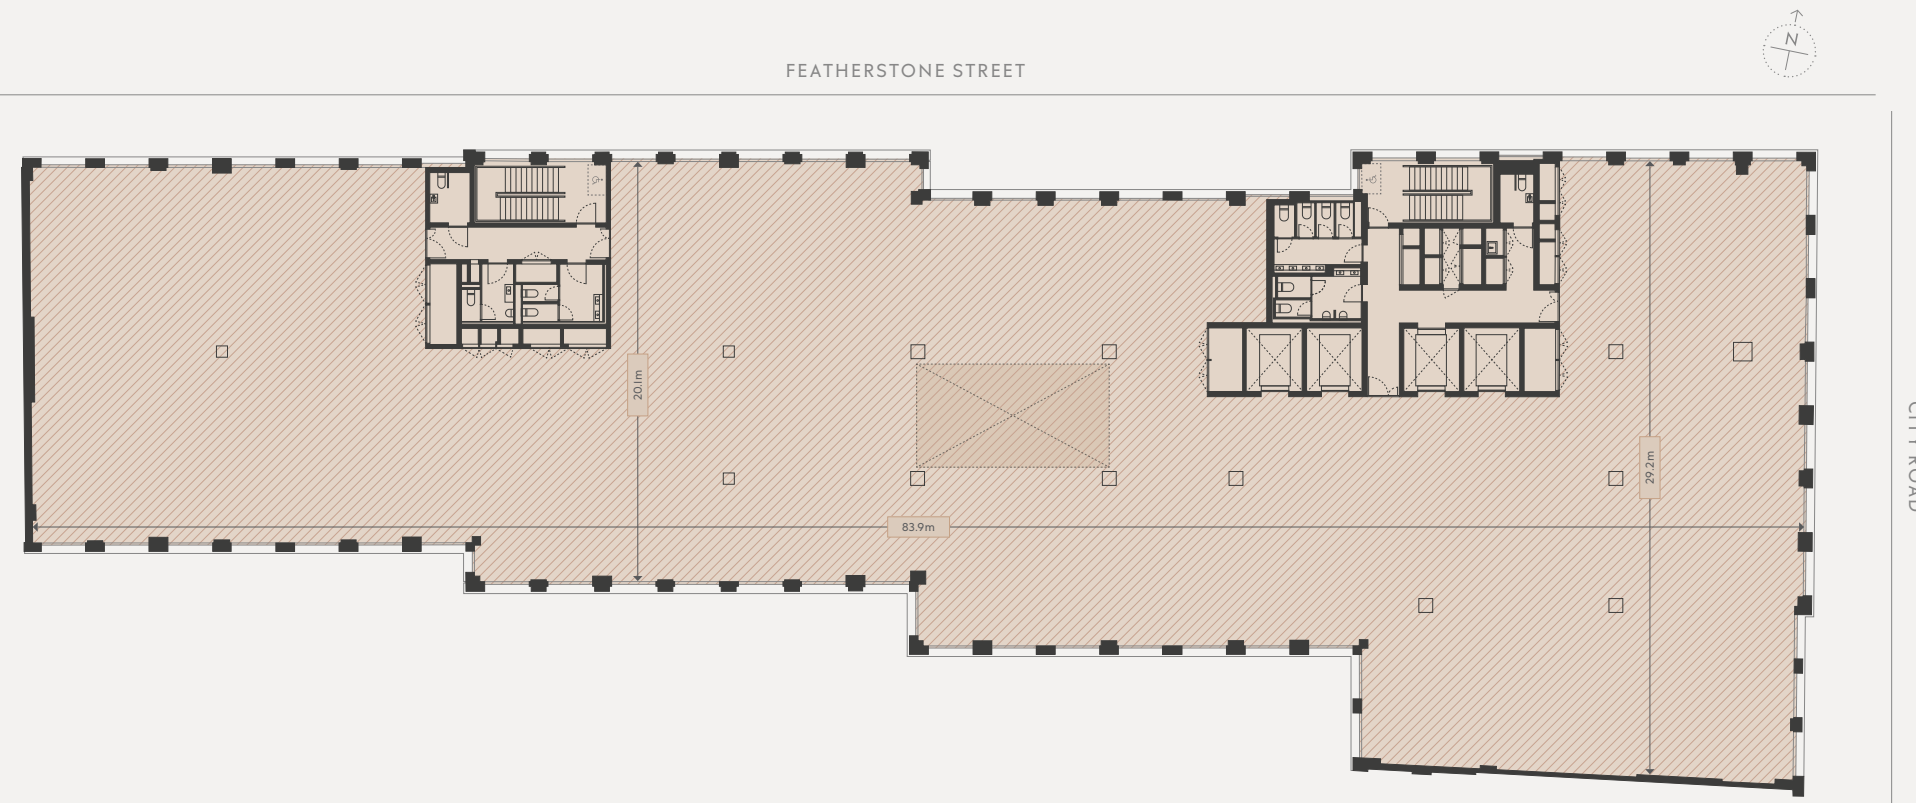 N
FEATHERSTONE STREET
20.1m
29.2m
CITY ROAD
83.9m